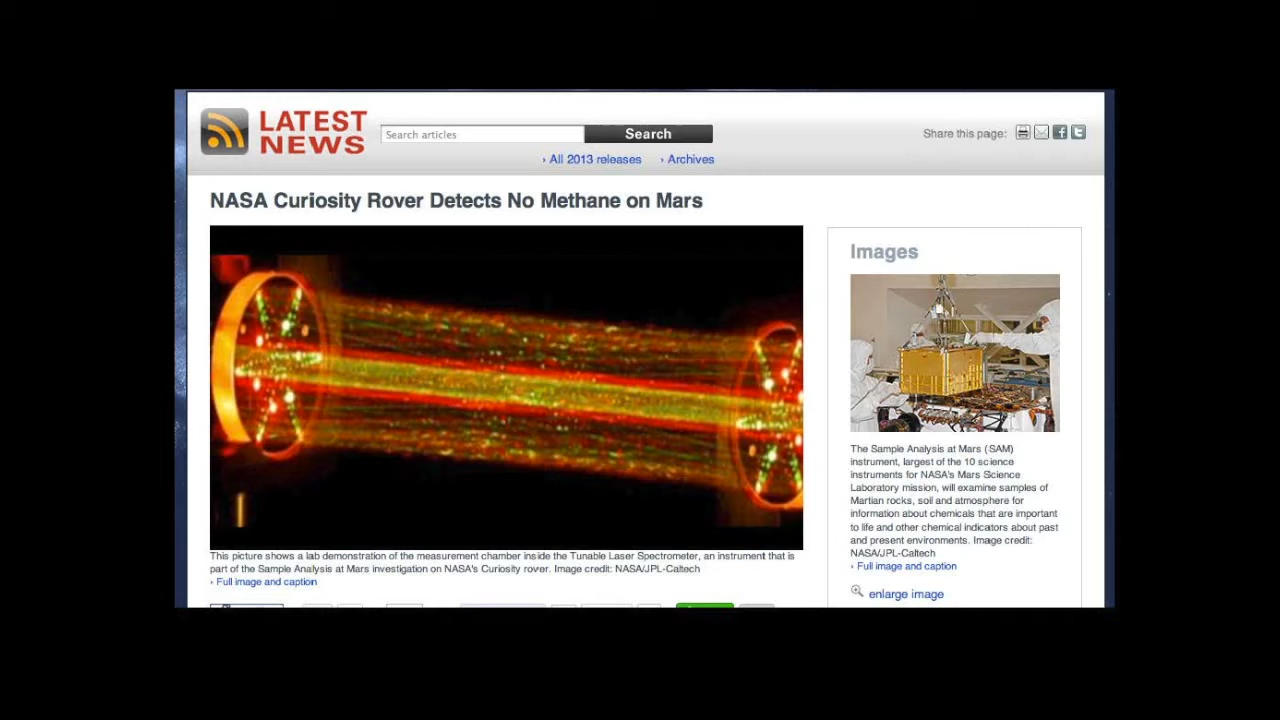 LATEST
NEWS
Search articles
Search
Share this page:
› All 2013 releases
› Archives
NASA Curiosity Rover Detects No Methane on Mars
This picture shows a lab demonstration of the measurement chamber inside the Tunable Laser Spectrometer, an instrument that is
part of the Sample Analysis at Mars investigation on NASA's Curiosity rover. Image credit: NASA/JPL-Caltech
› Full image and caption
Images
The Sample Analysis at Mars (SAM)
instrument, largest of the 10 science
instruments for NASA's Mars Science
Laboratory mission, will examine samples of
Martian rocks, soil and atmosphere for
information about chemicals that are important
to life and other chemical indicators about past
and present environments. Image credit:
NASA/JPL-Caltech
› Full image and caption
enlarge image